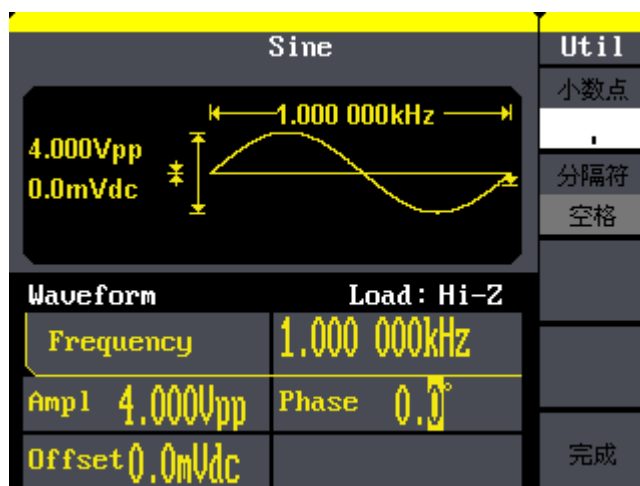 Sine
Util
小数点
.
分隔符
空格
完成
1.000 000kHz
4.000Vpp
0.0mVdc
Waveform
Load: Hi-Z
Frequency 1.000 000kHz
Ampl 4.000Vpp Phase 0.0°
Offset 0.0mVdc